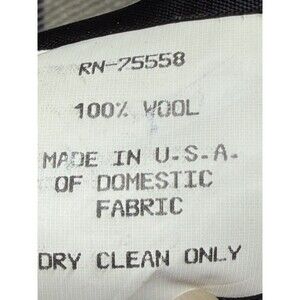 RN-75558
100% WOOL
MADE IN U.S.A.
OF DOMESTIC
FABRIC
DRY CLEAN ONLY